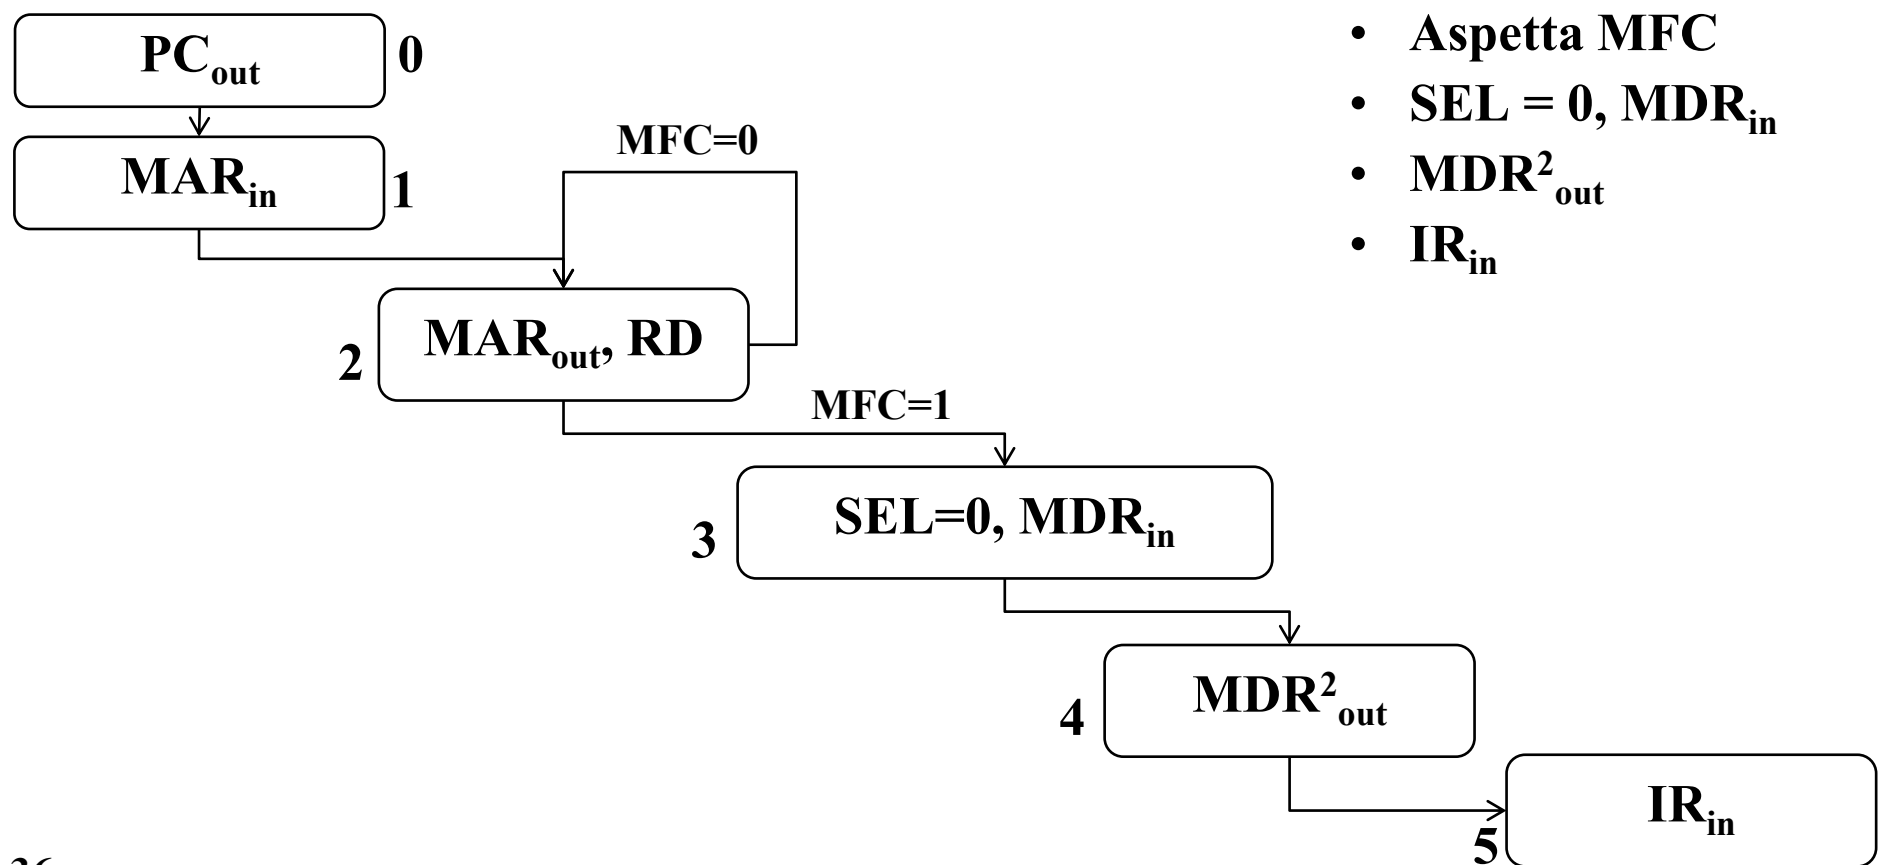 PCout 0
MARin 1
MFC=0
MARout, RD
2
MFC=1
SEL=0, MDRin
3
MDR²out
4
IRin
5
• Aspetta MFC
• SEL = 0, MDRin
• MDR²out
• IRin